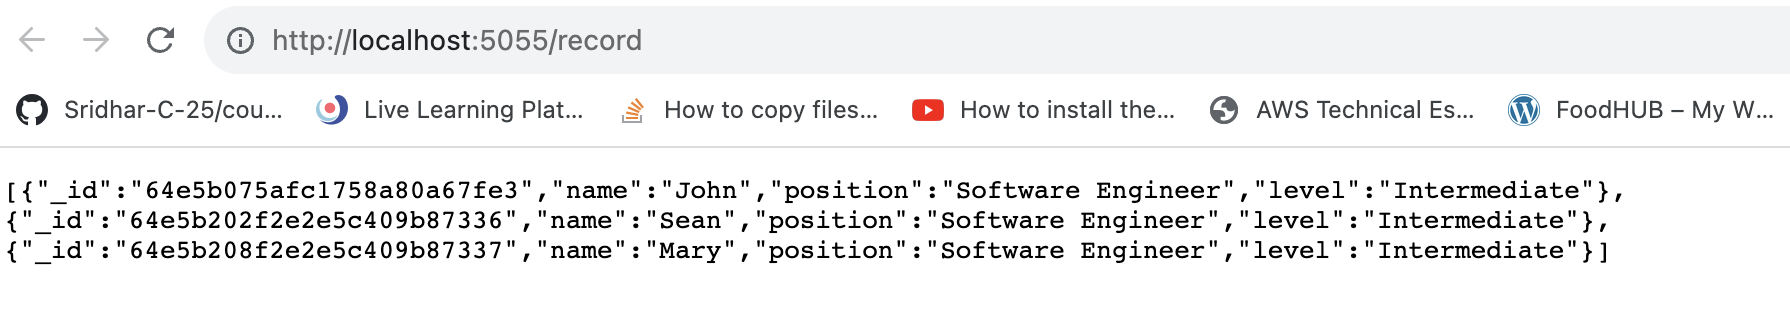 http://localhost:5055/record
Sridhar-C-25/cou... Live Learning Plat... How to copy files... How to install the... AWS Technical Es... FoodHUB – My W...
[{"_id":"64e5b075afc1758a80a67fe3","name":"John","position":"Software Engineer","level":"Intermediate"},
{"_id":"64e5b202f2e2e5c409b87336","name":"Sean","position":"Software Engineer","level":"Intermediate"},
{"_id":"64e5b208f2e2e5c409b87337","name":"Mary","position":"Software Engineer","level":"Intermediate"}]